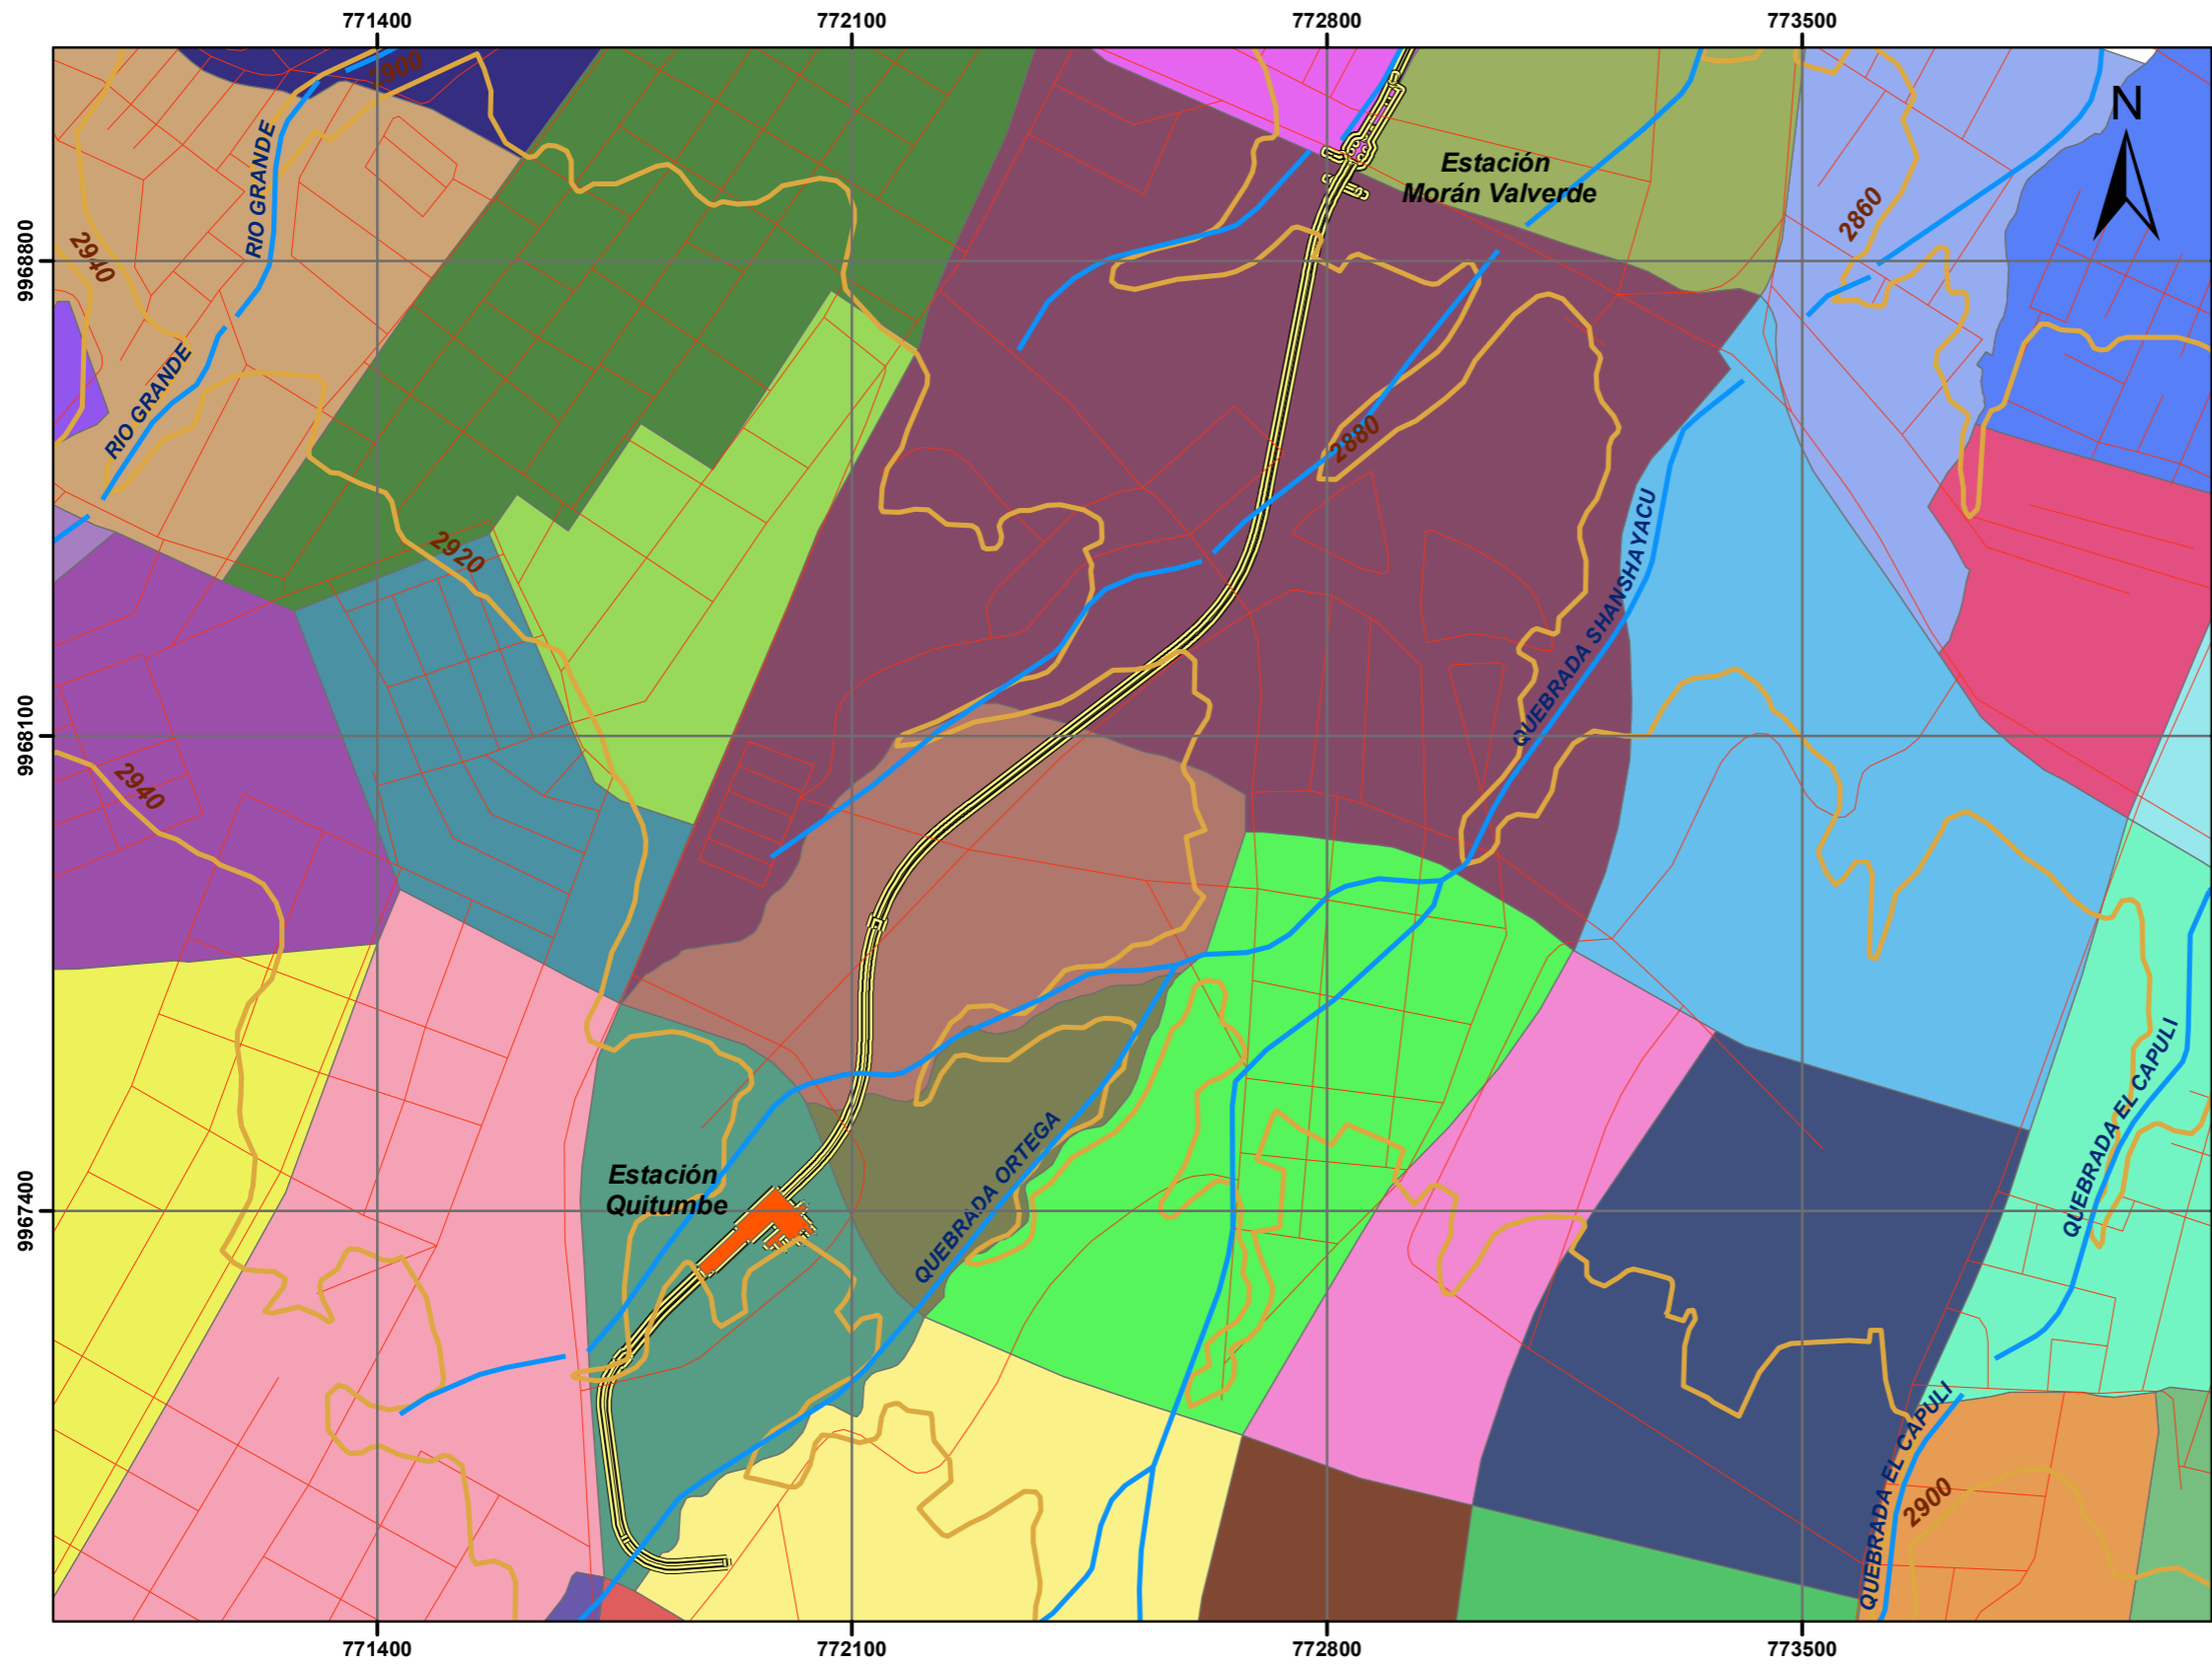 771400
772100
772800
773500
2900
N
RIO GRANDE
Estación
Morán Valverde
2860
2940
9968800
RIO GRANDE
2880
2920
QUEBRADA SHANSHAYACU
9968100
2940
QUEBRADA EL CAPULI
QUEBRADA ORTEGA
Estación
Quitumbe
9967400
QUEBRADA EL CAPULI
2900
771400
772100
772800
773500